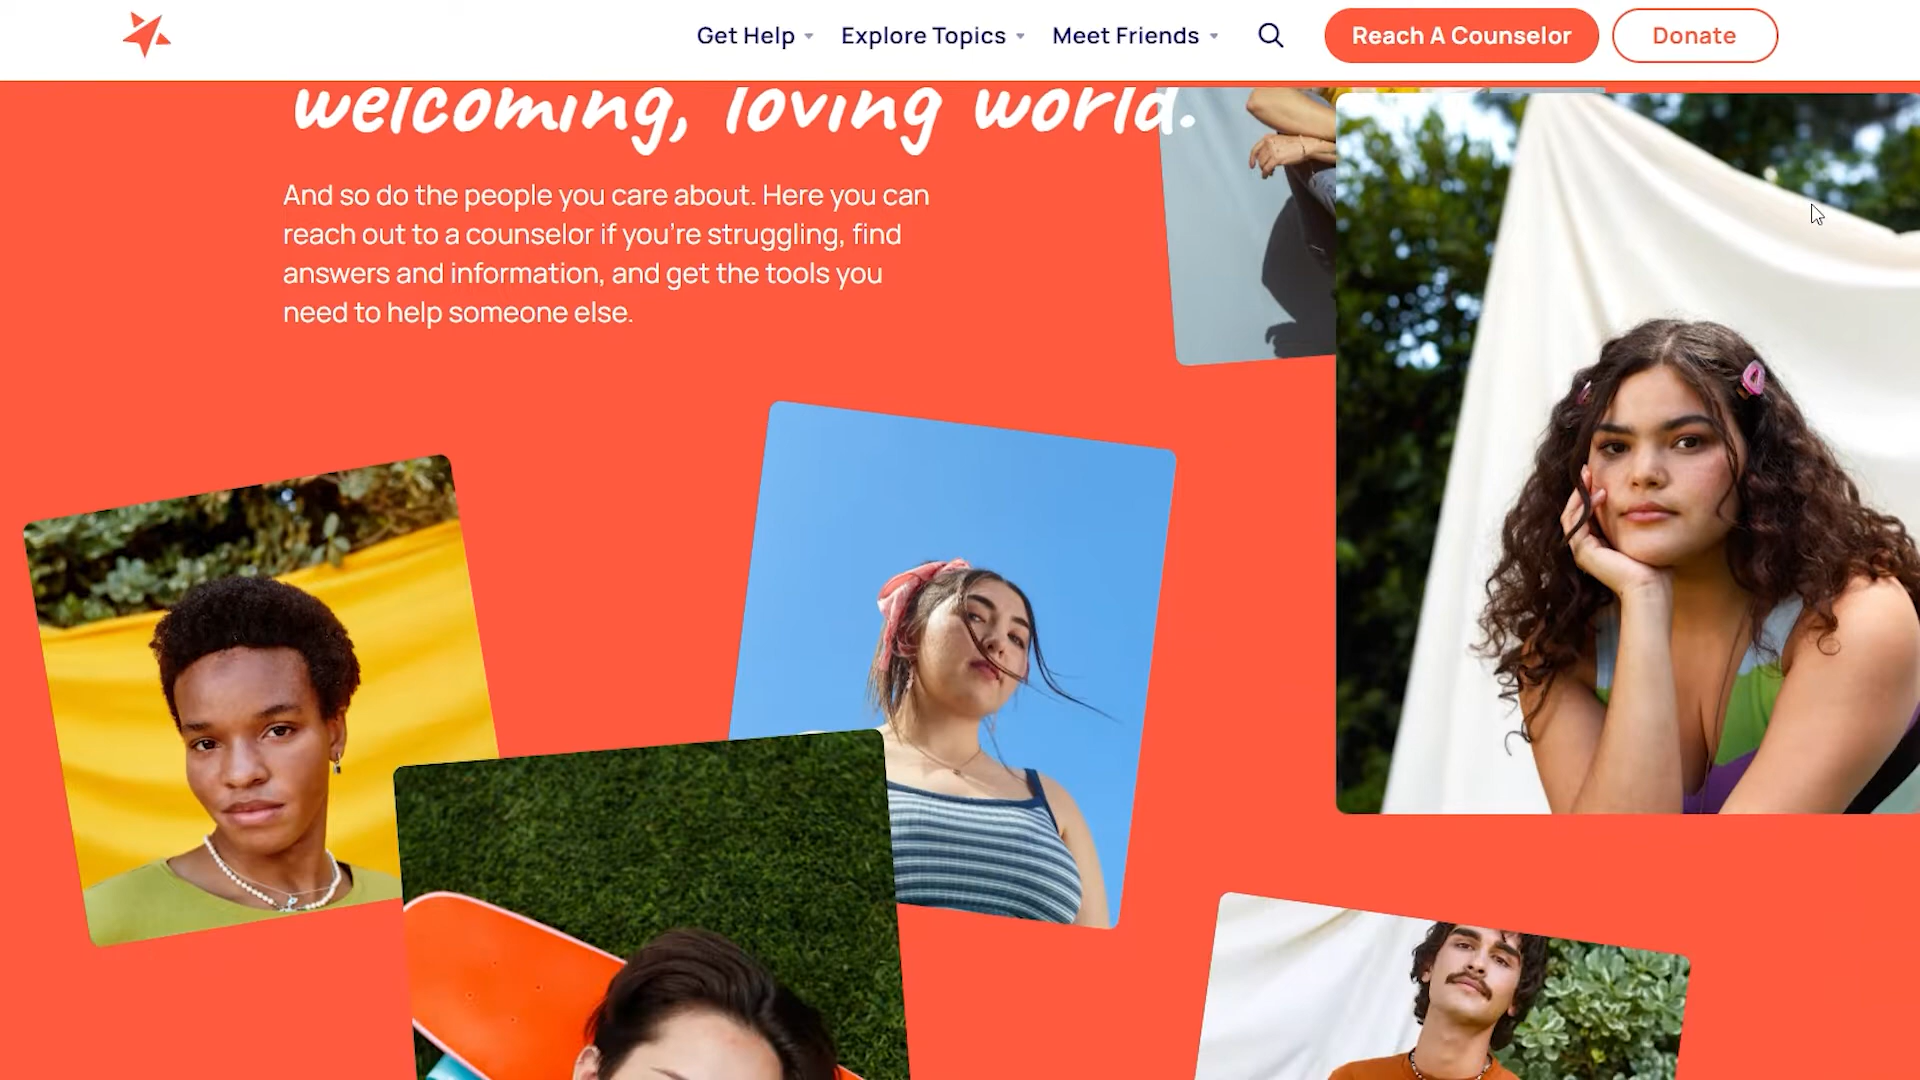 Get Help
Explore Topics
Meet Friends
Reach A Counselor
Donate
welcoming, loving world.
And so do the people you care about. Here you can
reach out to a counselor if you're struggling, find
answers and information, and get the tools you
need to help someone else.